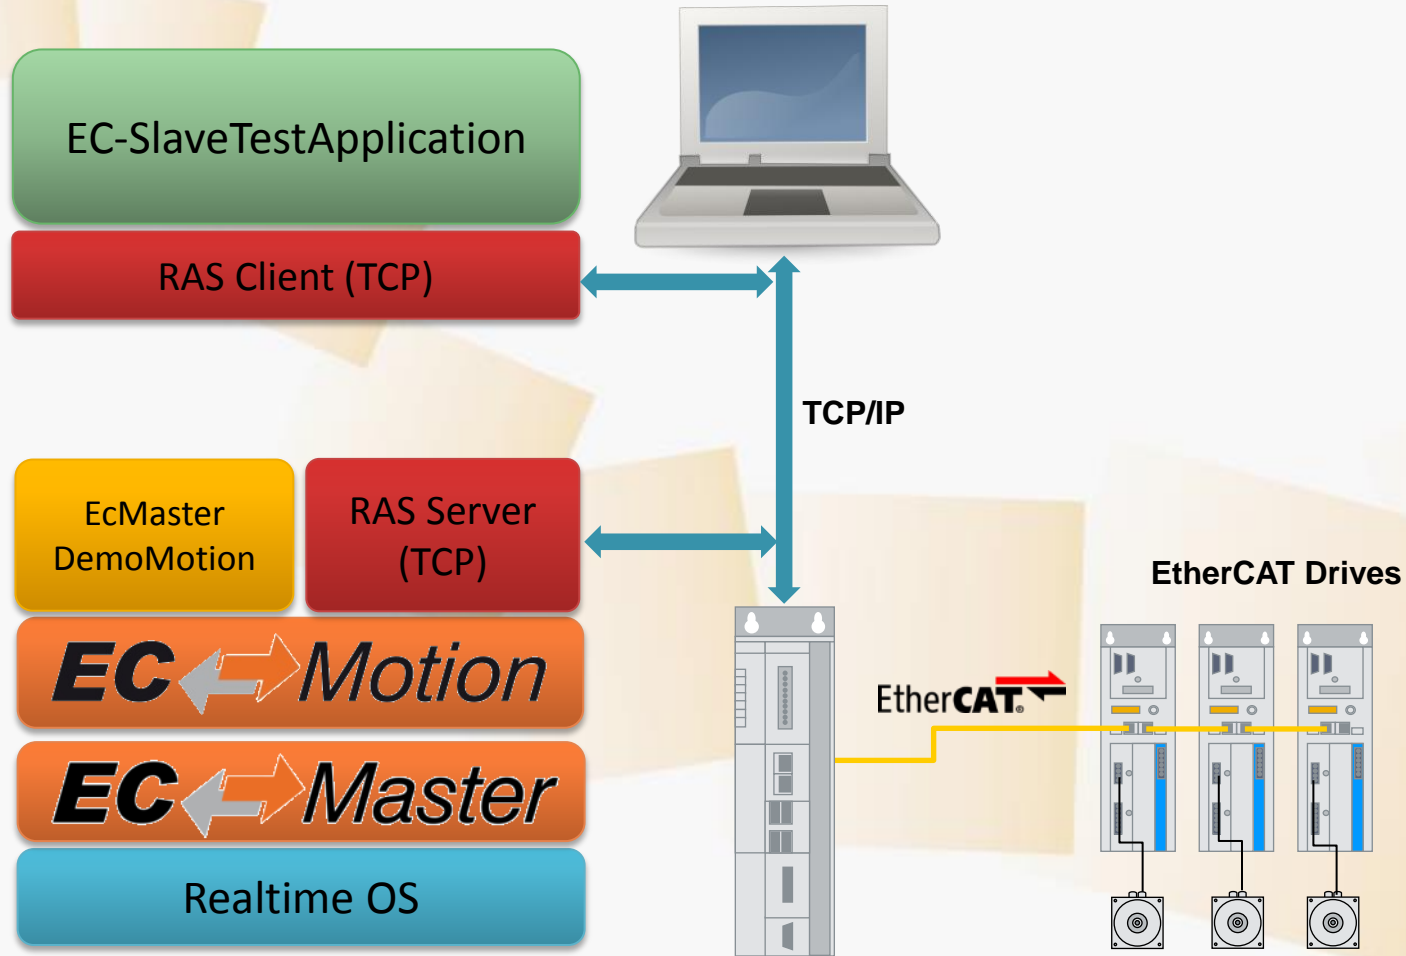 EC-SlaveTestApplication
RAS Client (TCP)
TCP/IP
EcMaster
DemoMotion
RAS Server
(TCP)
EtherCAT Drives
EC Motion
EtherCAT®
EC Master
Realtime OS